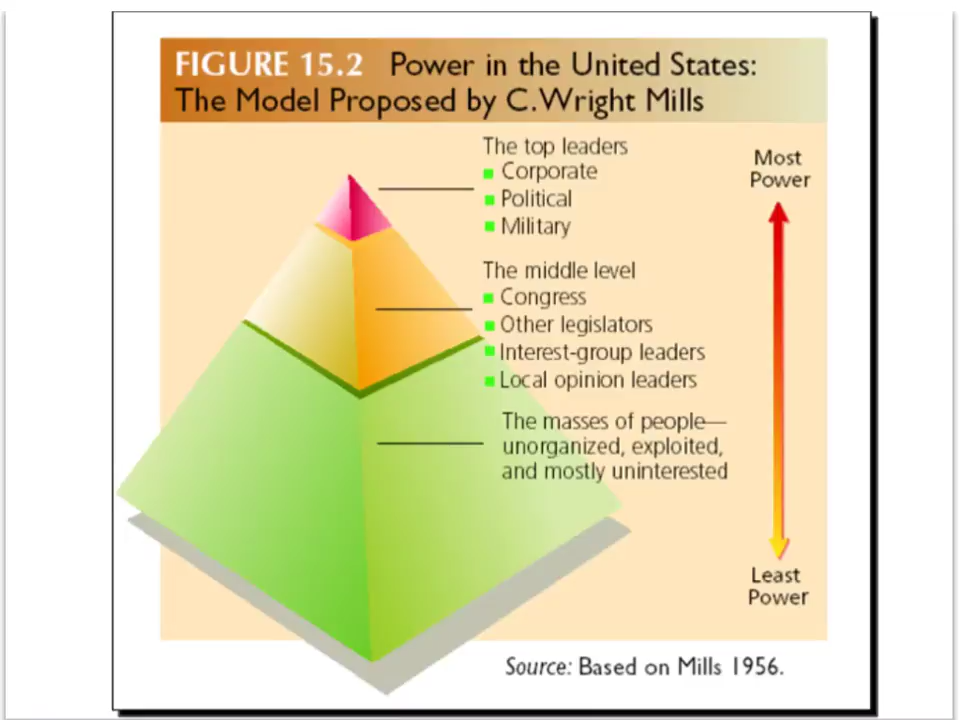 FIGURE 15.2 Power in the United States:
The Model Proposed by C.Wright Mills
The top leaders
Corporate
Political
Military
Most
Power
The middle level
Congress
Other legislators
Interest-group leaders
Local opinion leaders
The masses of people—
unorganized, exploited,
and mostly uninterested
Least
Power
Source: Based on Mills 1956.